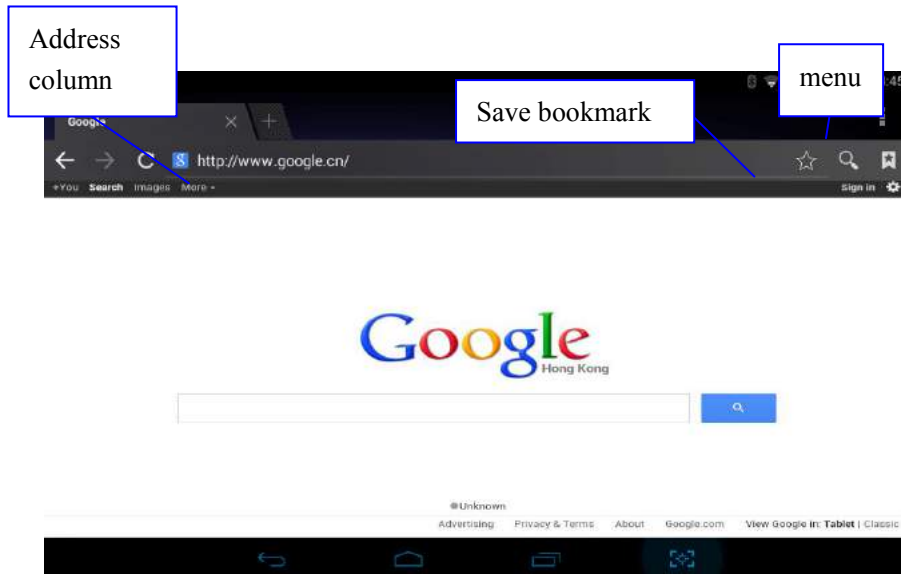 Address
column
menu
:45
Save bookmark
Google
http://www.google.cn/
+You Search Images More
Sign in
Google
Hong Kong
Unknown
Advertising Privacy & Terms About Google.com View Google in: Tablet | Classic